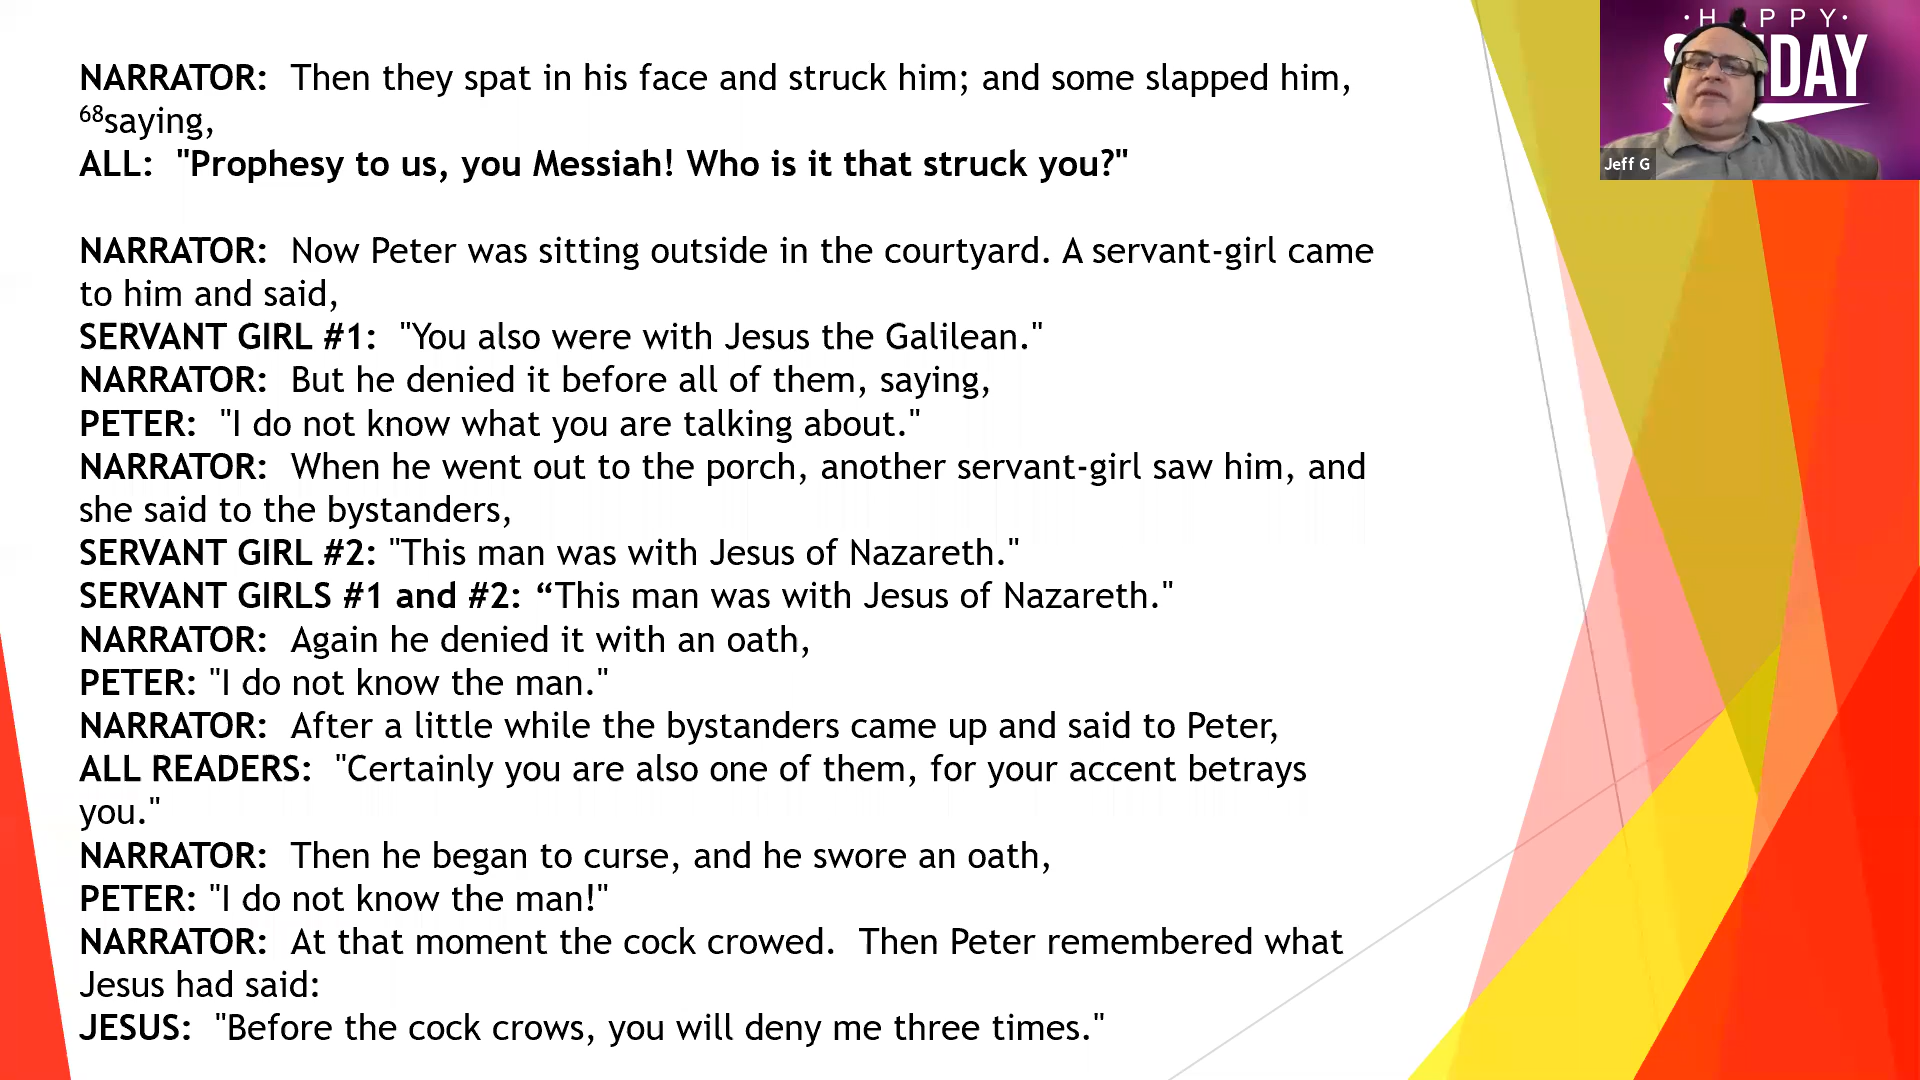 NARRATOR:  Then they spat in his face and struck him; and some slapped him,
68saying,
ALL:  "Prophesy to us, you Messiah! Who is it that struck you?"
NARRATOR:  Now Peter was sitting outside in the courtyard. A servant-girl came
to him and said,
SERVANT GIRL #1:  "You also were with Jesus the Galilean."
NARRATOR:  But he denied it before all of them, saying,
PETER:  "I do not know what you are talking about."
NARRATOR:  When he went out to the porch, another servant-girl saw him, and
she said to the bystanders,
SERVANT GIRL #2: "This man was with Jesus of Nazareth."
SERVANT GIRLS #1 and #2: “This man was with Jesus of Nazareth."
NARRATOR:  Again he denied it with an oath,
PETER: "I do not know the man."
NARRATOR:  After a little while the bystanders came up and said to Peter,
ALL READERS:  "Certainly you are also one of them, for your accent betrays
you."
NARRATOR:  Then he began to curse, and he swore an oath,
PETER: "I do not know the man!"
NARRATOR:  At that moment the cock crowed.  Then Peter remembered what
Jesus had said:
JESUS:  "Before the cock crows, you will deny me three times."
Jeff G